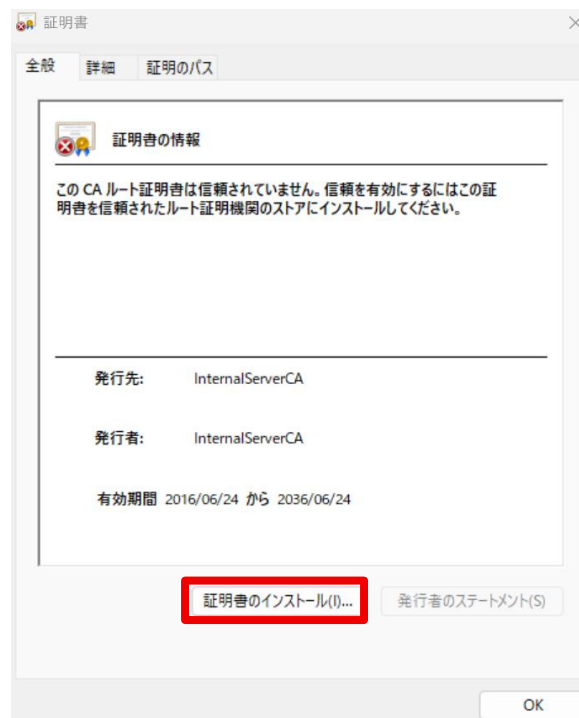 証明書
全般 詳細 証明のパス
証明書の情報
この CA ルート証明書は信頼されていません。信頼を有効にするにはこの証
明書を信頼されたルート証明機関のストアにインストールしてください。
発行先: InternalServerCA
発行者: InternalServerCA
有効期間 2016/06/24 から 2036/06/24
証明書のインストール(I)... 発行者のステートメント(S)
OK